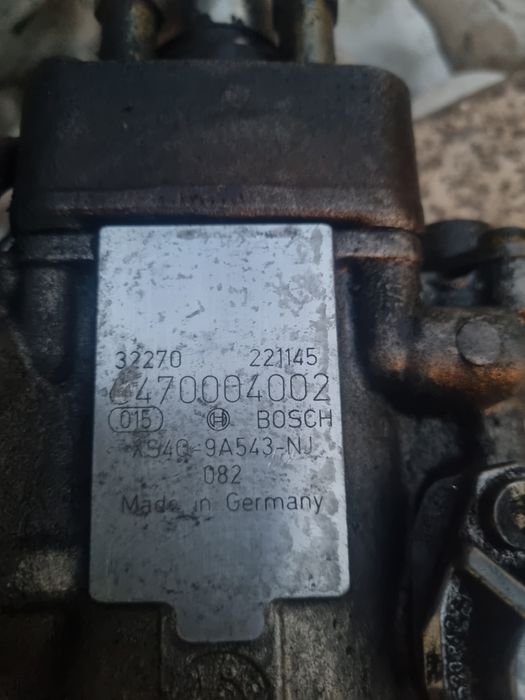 32270 221145
0470004002
015 BOSCH
XS4Q-9A543-NJ
082
Made in Germany